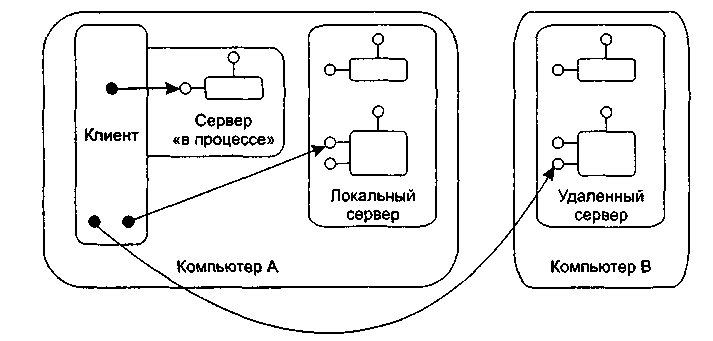 Клиент
Сервер
«в процессе»
Локальный
сервер
Компьютер А
Удаленный
сервер
Компьютер В